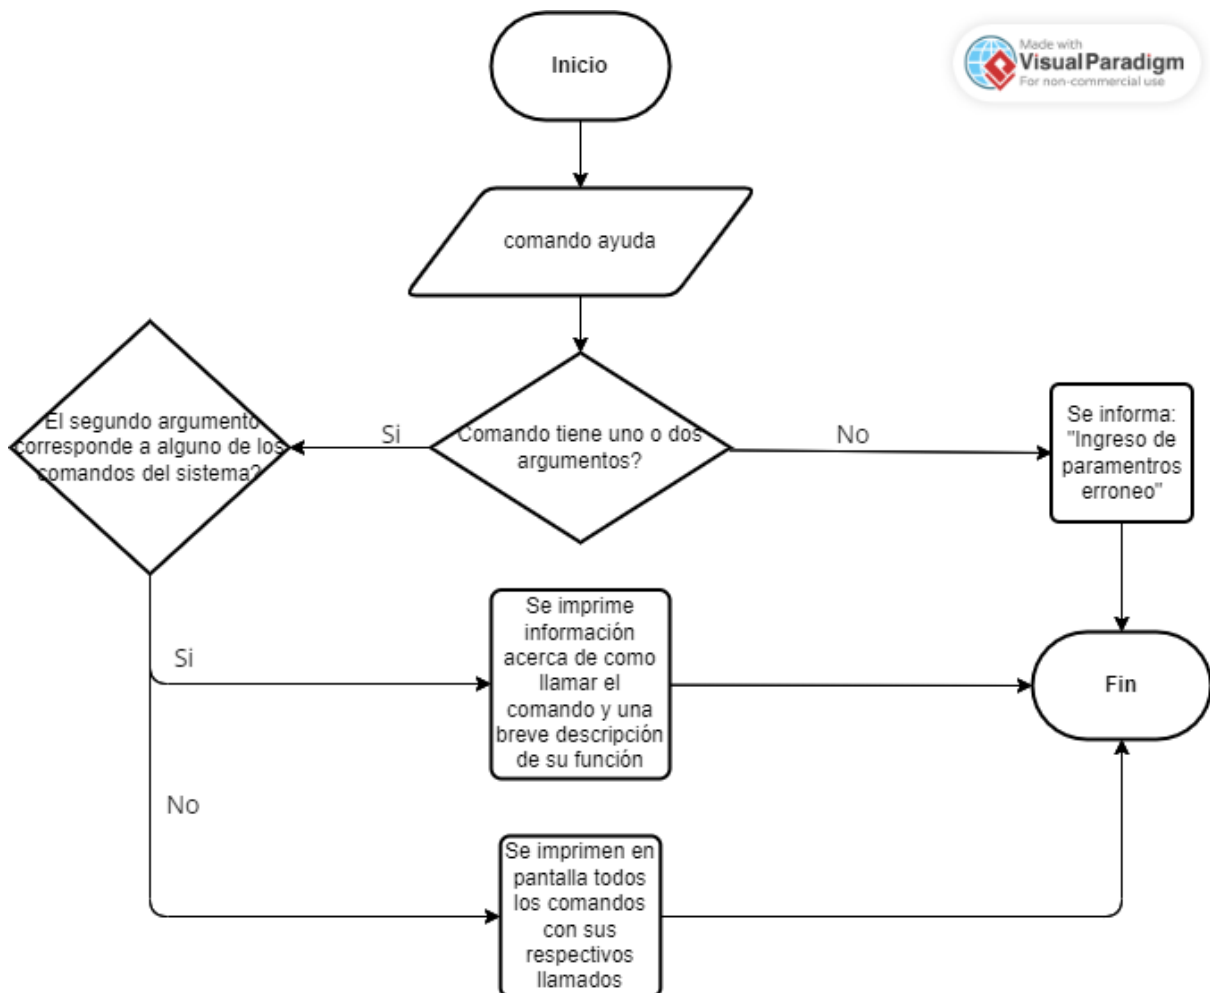 Inicio
Made with
Visual Paradigm
For non-commercial use
comando ayuda
El segundo argumento
corresponde a alguno de los
comandos del sistema?
Si
Comando tiene uno o dos
argumentos?
No
Se informa:
"Ingreso de
paramentros
erroneo"
Si
Se imprime
información
acerca de como
llamar el
comando y una
breve descripción
de su función
Fin
No
Se imprimen en
pantalla todos
los comandos
con sus
respectivos
llamados